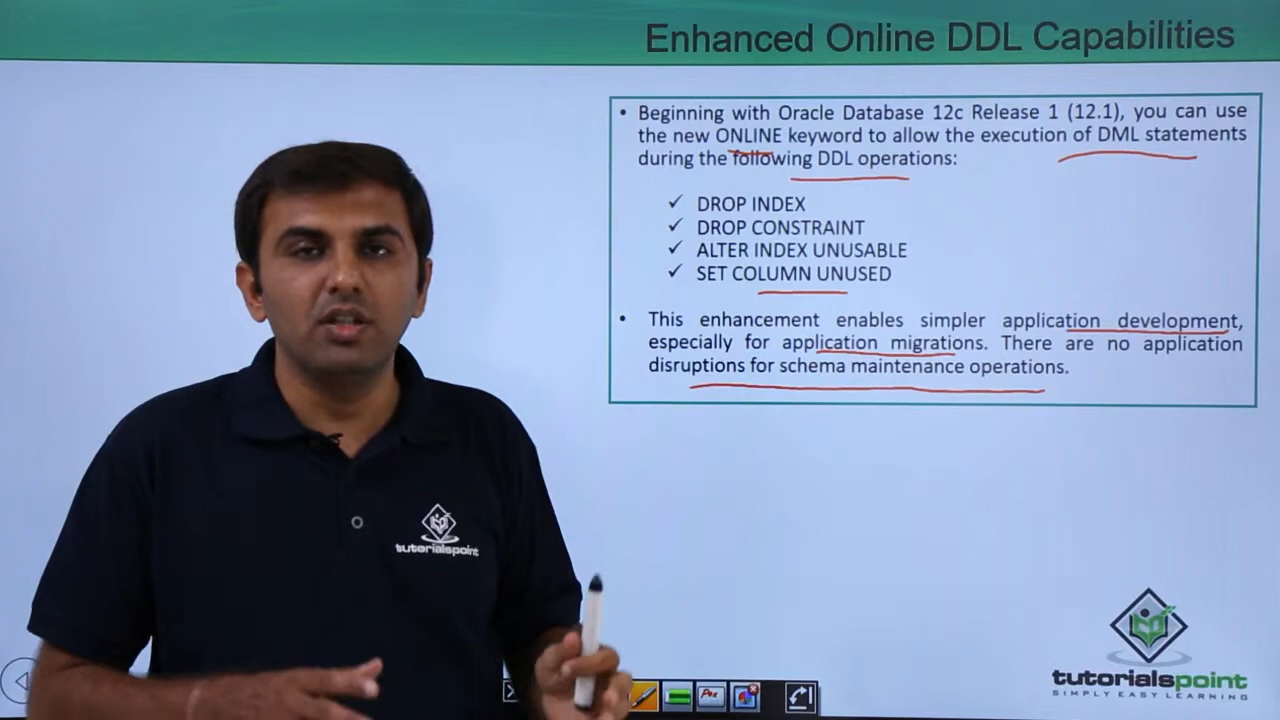 Enhanced Online DDL Capabilities
• Beginning with Oracle Database 12c Release 1 (12.1), you can use
the new ONLINE keyword to allow the execution of DML statements
during the following DDL operations:
✓ DROP INDEX
✓ DROP CONSTRAINT
✓ ALTER INDEX UNUSABLE
✓ SET COLUMN UNUSED
• This enhancement enables simpler application development,
especially for application migrations. There are no application
disruptions for schema maintenance operations.
tutorialspoint
Pen
tutorialspoint
SIMPLY EASY LEARNING